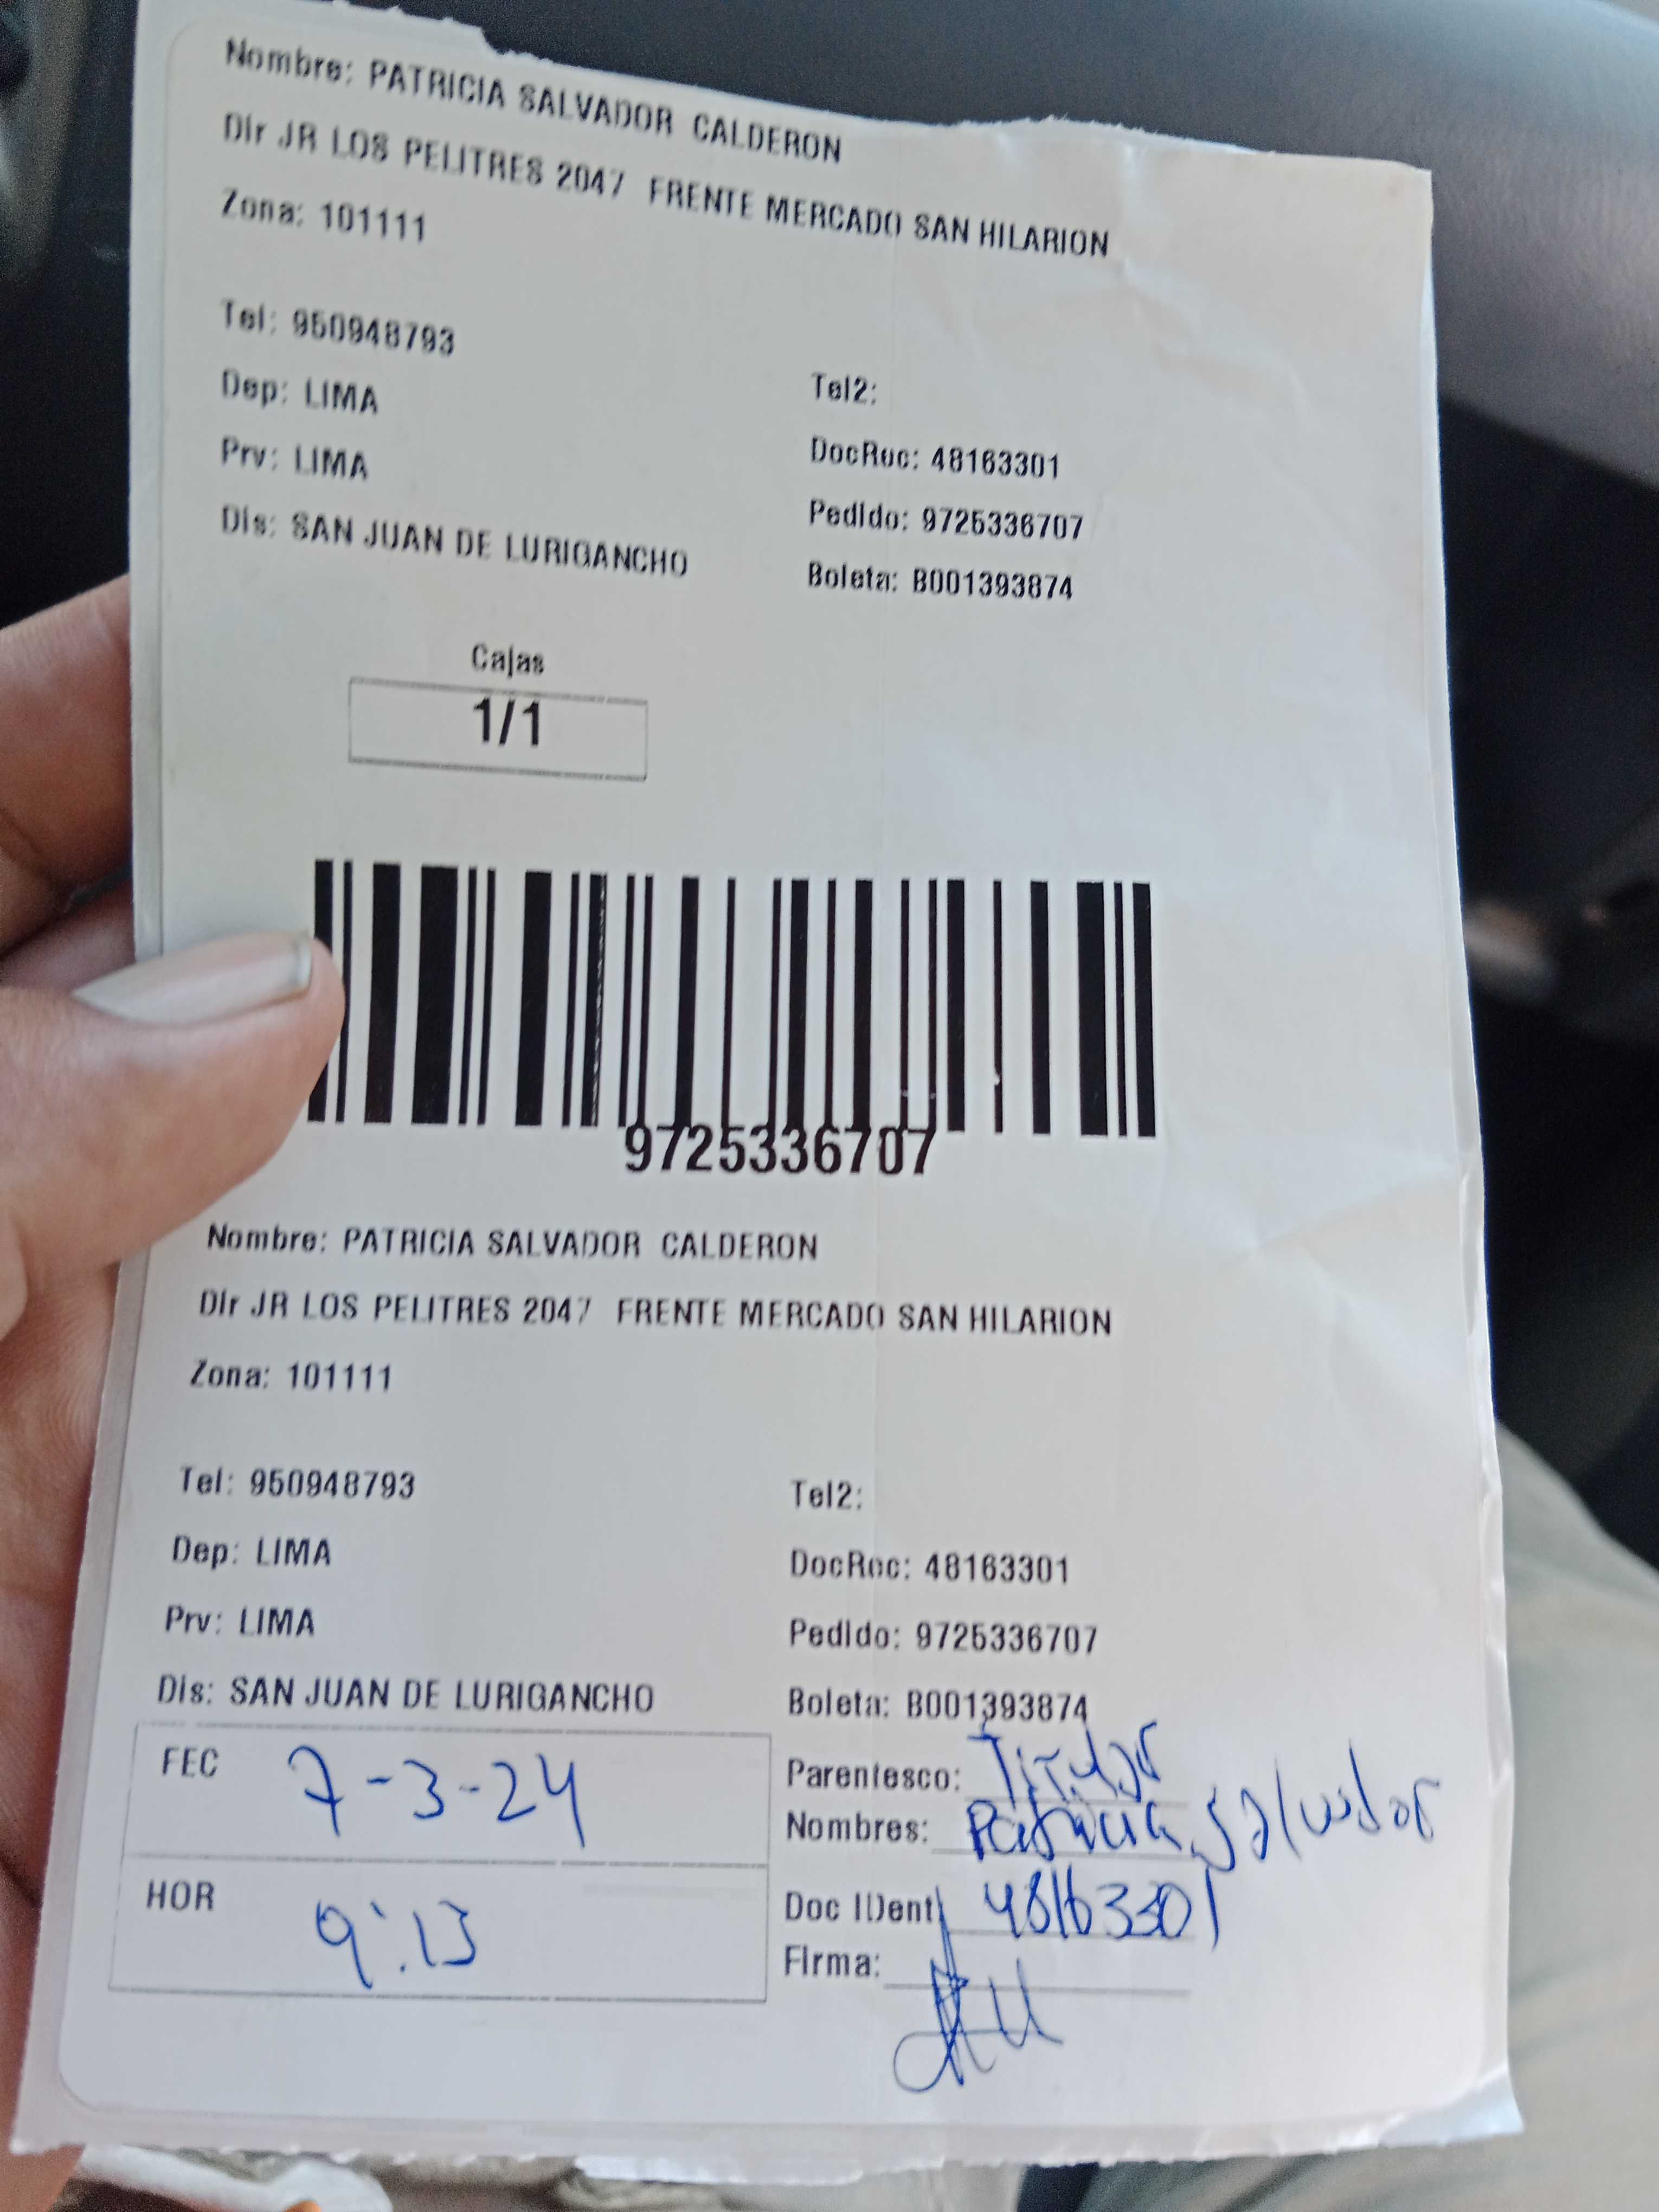 Nombre: PATRICIA SALVADOR CALDERON
Dir JR LOS PELITRES 2047 FRENTE MERCADO SAN HILARION
Zona: 101111
Tel: 950948793
Tel2:
Dep: LIMA
DocRec: 48163301
Prv: LIMA
Pedido: 9725336707
Dis: SAN JUAN DE LURIGANCHO
Boleta: B001393874
Cajas
1/1
9725336707
Nombre: PATRICIA SALVADOR CALDERON
Dir JR LOS PELITRES 2047 FRENTE MERCADO SAN HILARION
Zona: 101111
Tel: 950948793
Tel2:
Dep: LIMA
DocRec: 48163301
Prv: LIMA
Pedido: 9725336707
Dis: SAN JUAN DE LURIGANCHO
Boleta: B001393874
FEC 7-3-24
Parentesco: Titular
Nombres: Patricia Salvador
HOR 9:13
Doc IDent 48163301
Firma: